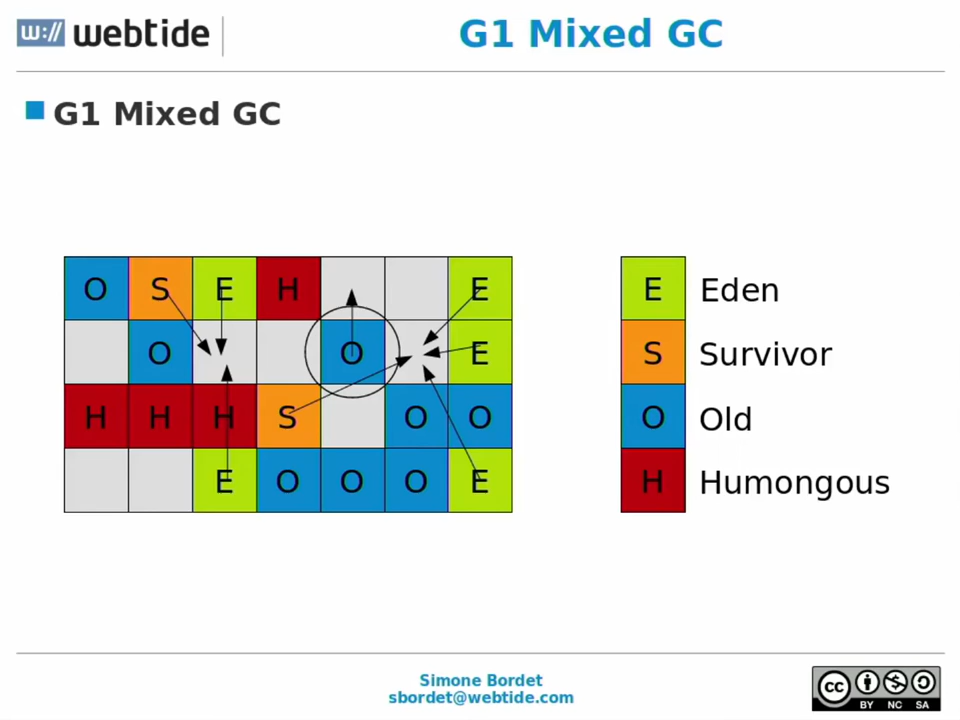 w:// webtide
G1 Mixed GC
G1 Mixed GC
O S E H E
O O E
H H H S O O
E O O O E
E Eden
S Survivor
O Old
H Humongous
Simone Bordet
sbordet@webtide.com
cc
BY NC SA